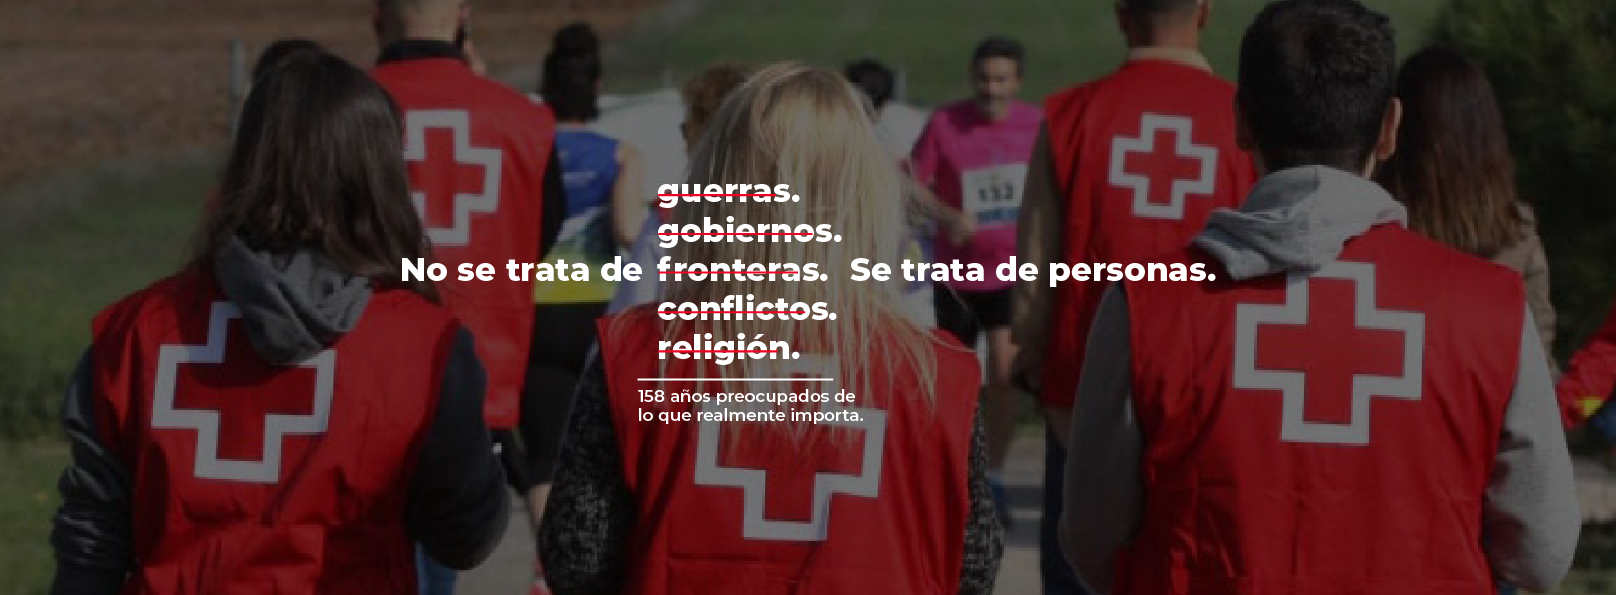 guerras.
gobiernos.
No se trata de fronteras. Se trata de personas.
conflictos.
religión.
158 años preocupados de
lo que realmente importa.
132